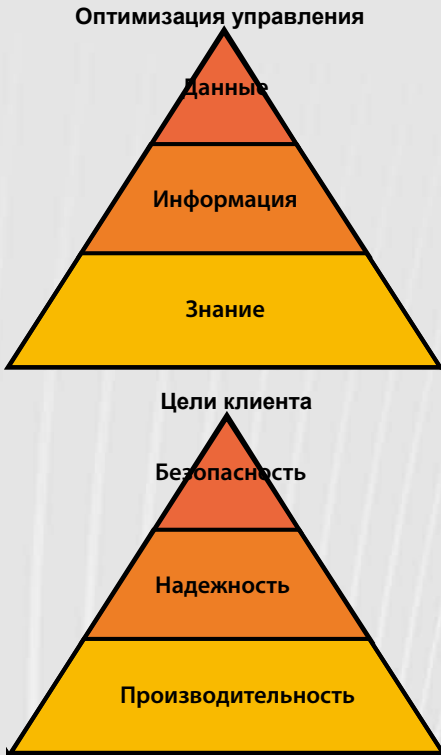 Оптимизация управления
Данные
Информация
Знание
Цели клиента
Безопасность
Надежность
Производительность